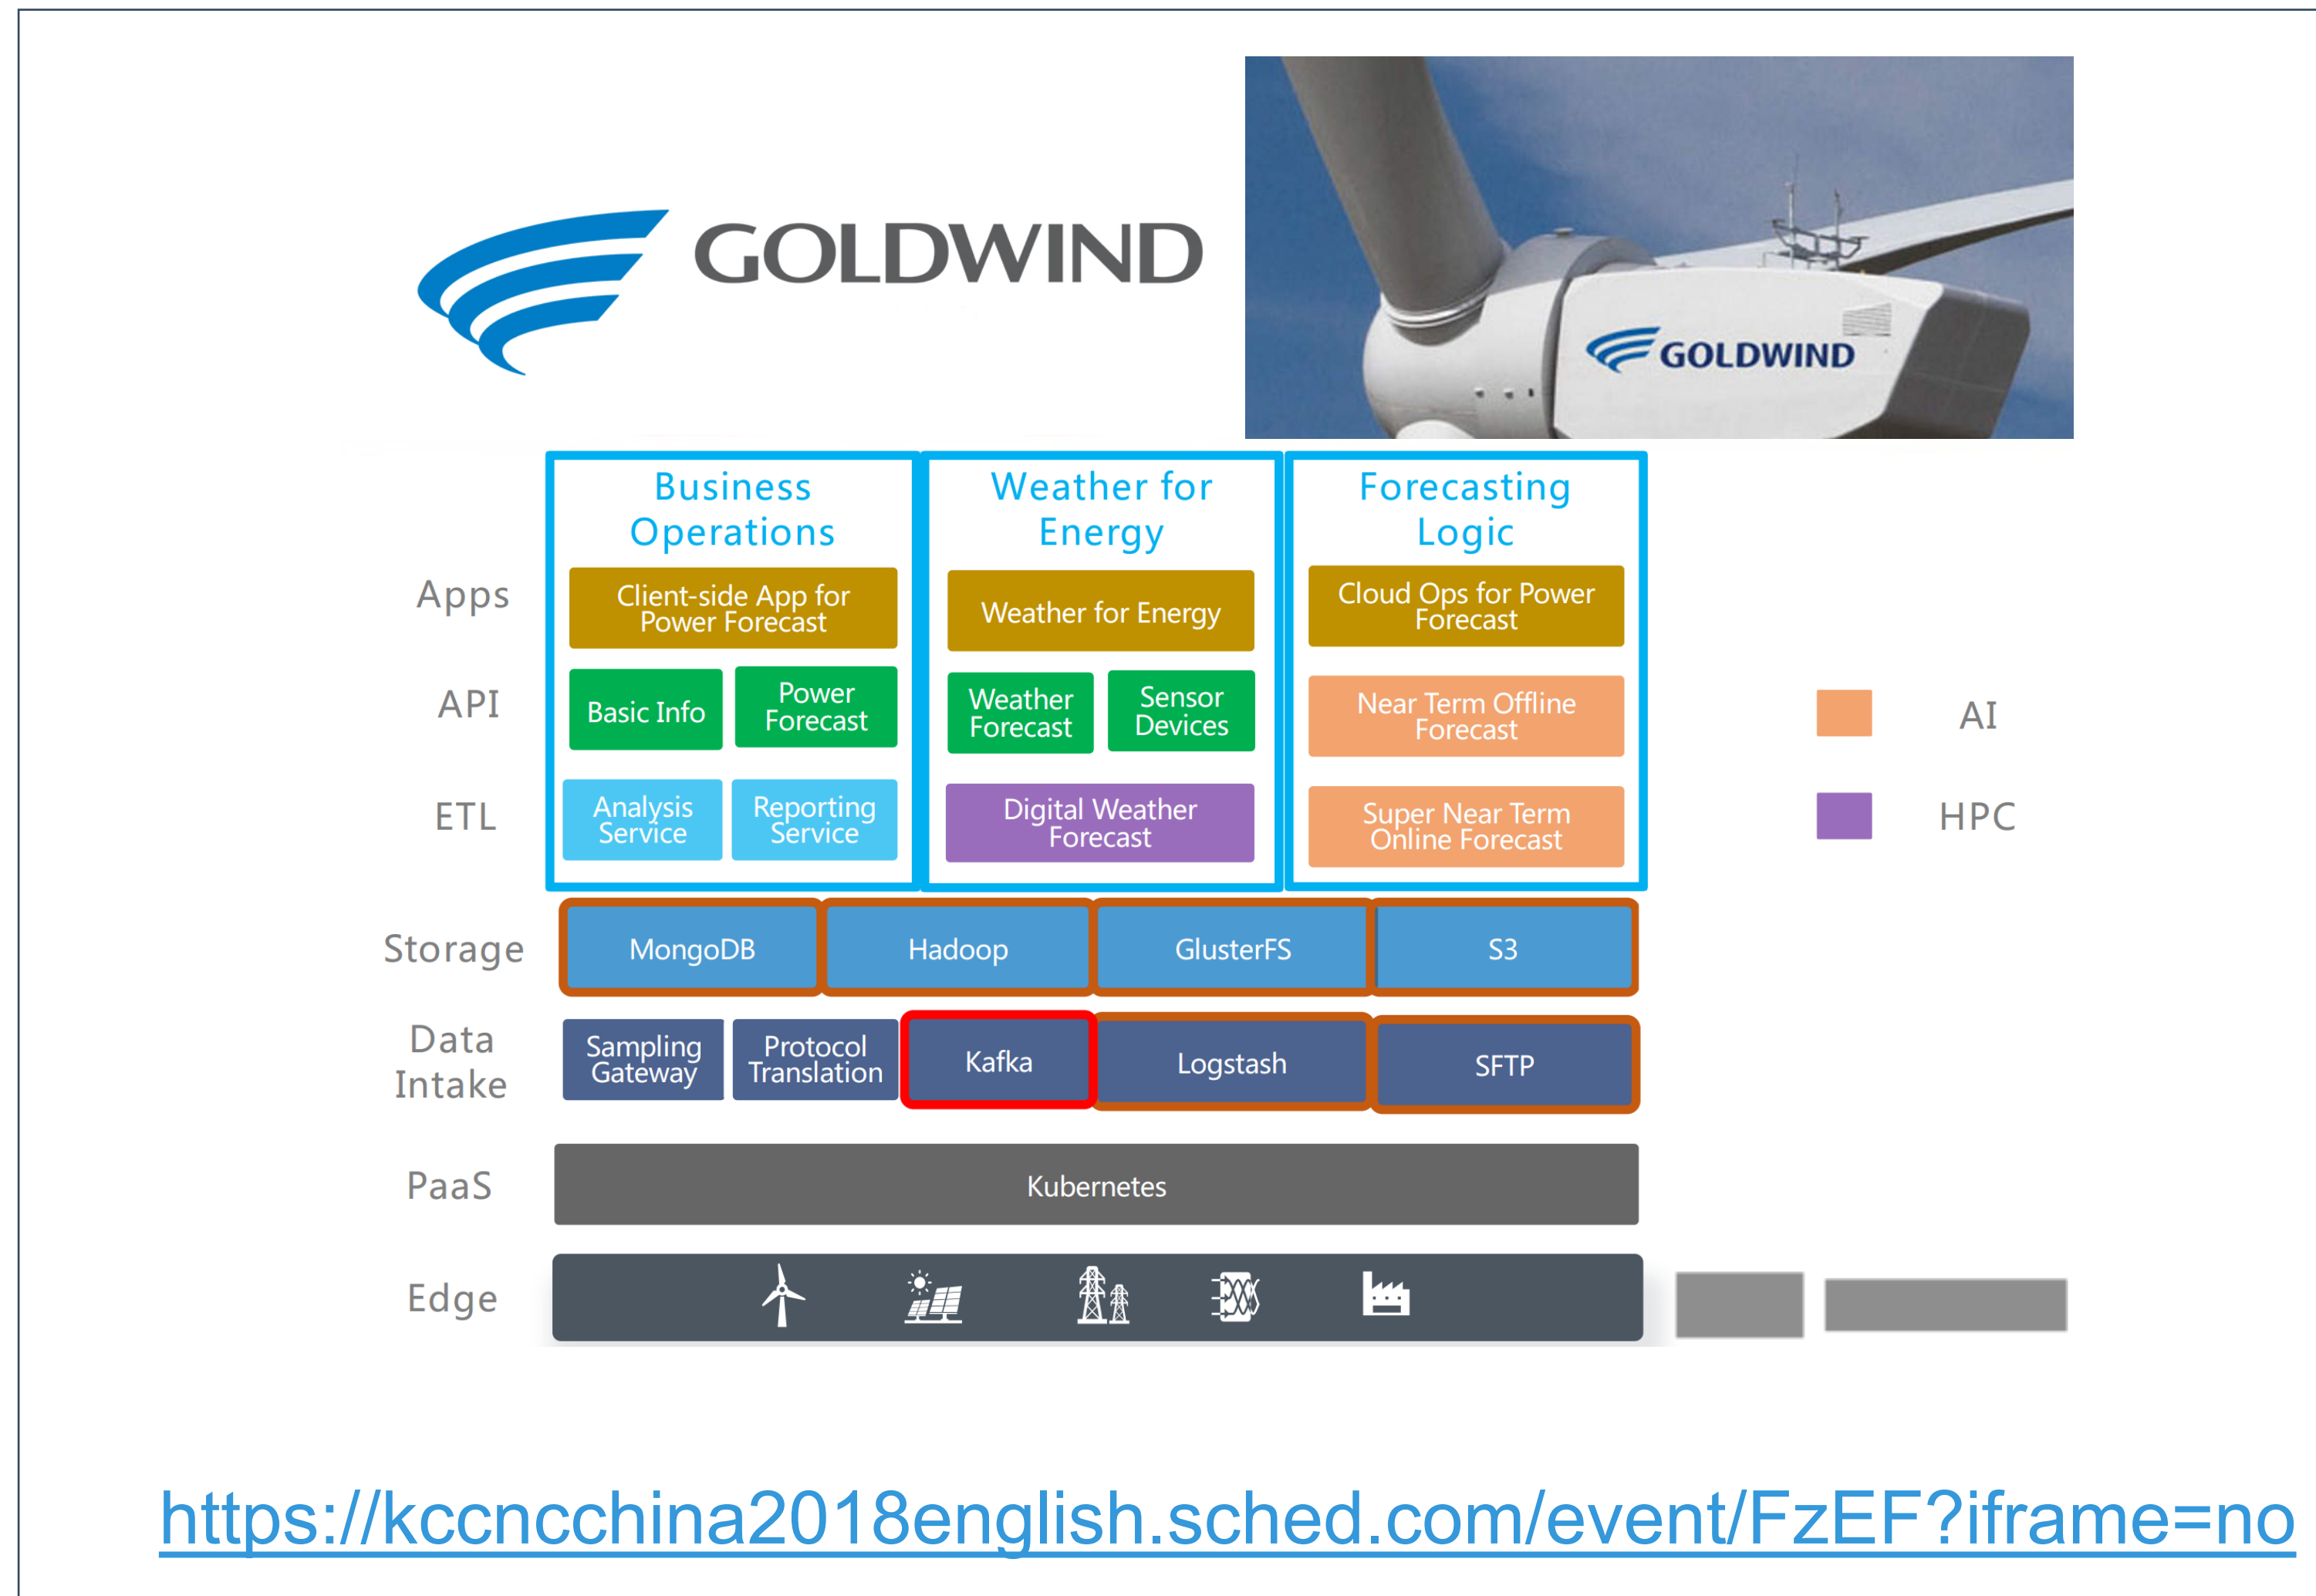 GOLDWIND
GOLDWIND
Business
Operations
Weather for
Energy
Forecasting
Logic
Apps
Client-side App for
Power Forecast
Weather for Energy
Cloud Ops for Power
Forecast
API
Basic Info
Power
Forecast
Weather
Forecast
Sensor
Devices
Near Term Offline
Forecast
AI
ETL
Analysis
Service
Reporting
Service
Digital Weather
Forecast
Super Near Term
Online Forecast
HPC
Storage
MongoDB
Hadoop
GlusterFS
S3
Data
Intake
Sampling
Gateway
Protocol
Translation
Kafka
Logstash
SFTP
PaaS
Kubernetes
Edge
https://kccncchina2018english.sched.com/event/FzEF?iframe=no